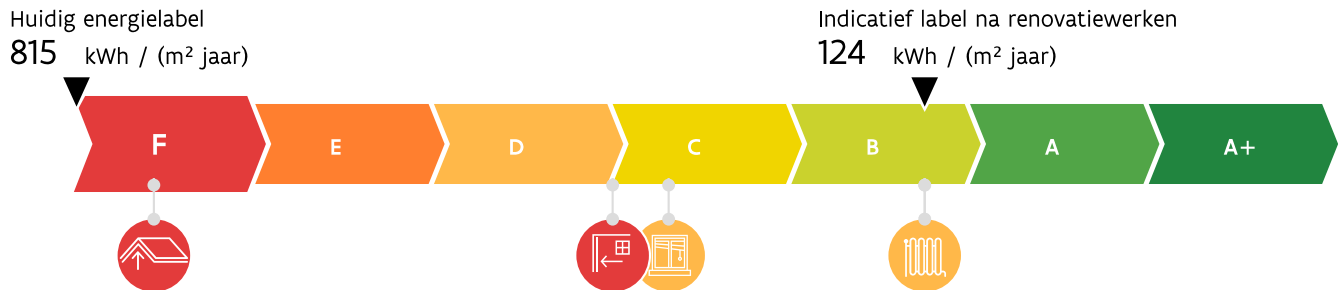 Huidig energielabel
815 kWh / (m² jaar)
Indicatief label na renovatiewerken
124 kWh / (m² jaar)
F E D C B A A+